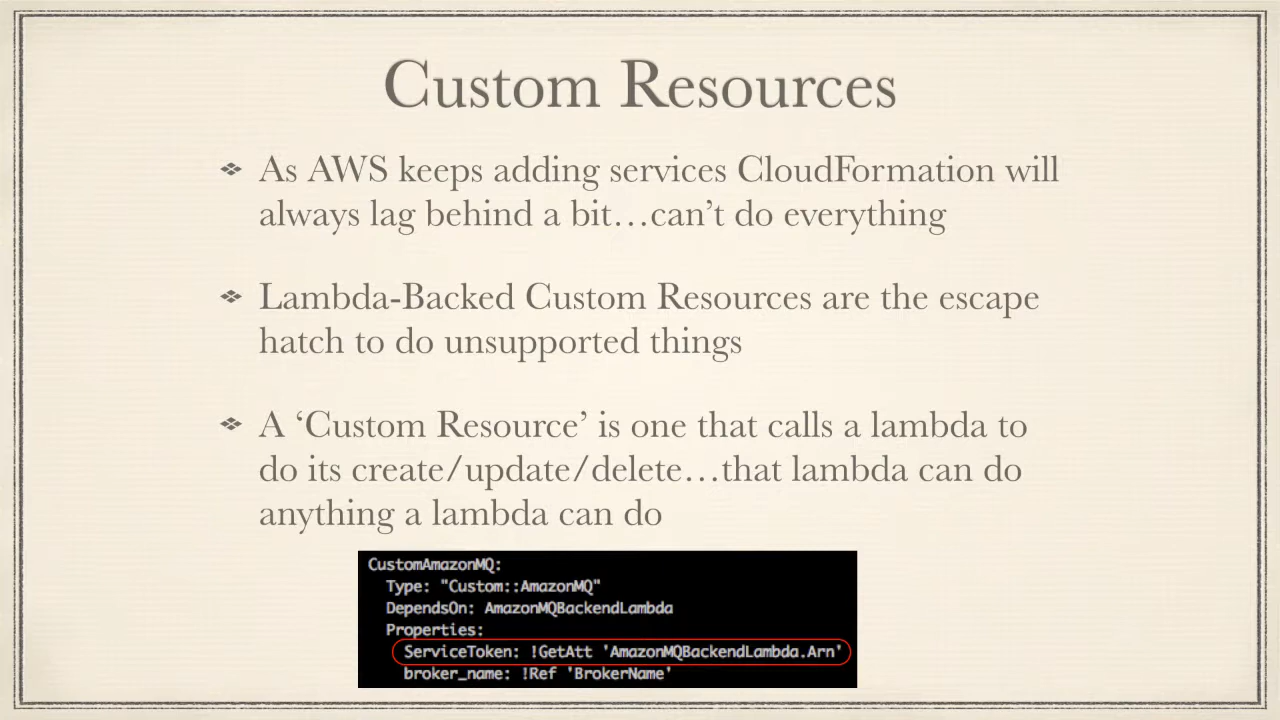 Custom Resources
As AWS keeps adding services CloudFormation will
always lag behind a bit…can’t do everything
Lambda-Backed Custom Resources are the escape
hatch to do unsupported things
A ‘Custom Resource’ is one that calls a lambda to
do its create/update/delete…that lambda can do
anything a lambda can do
CustomAmazonMQ:
  Type: "Custom::AmazonMQ"
  DependsOn: AmazonMQBackendLambda
  Properties:
    ServiceToken: !GetAtt 'AmazonMQBackendLambda.Arn'
    broker_name: !Ref 'BrokerName'